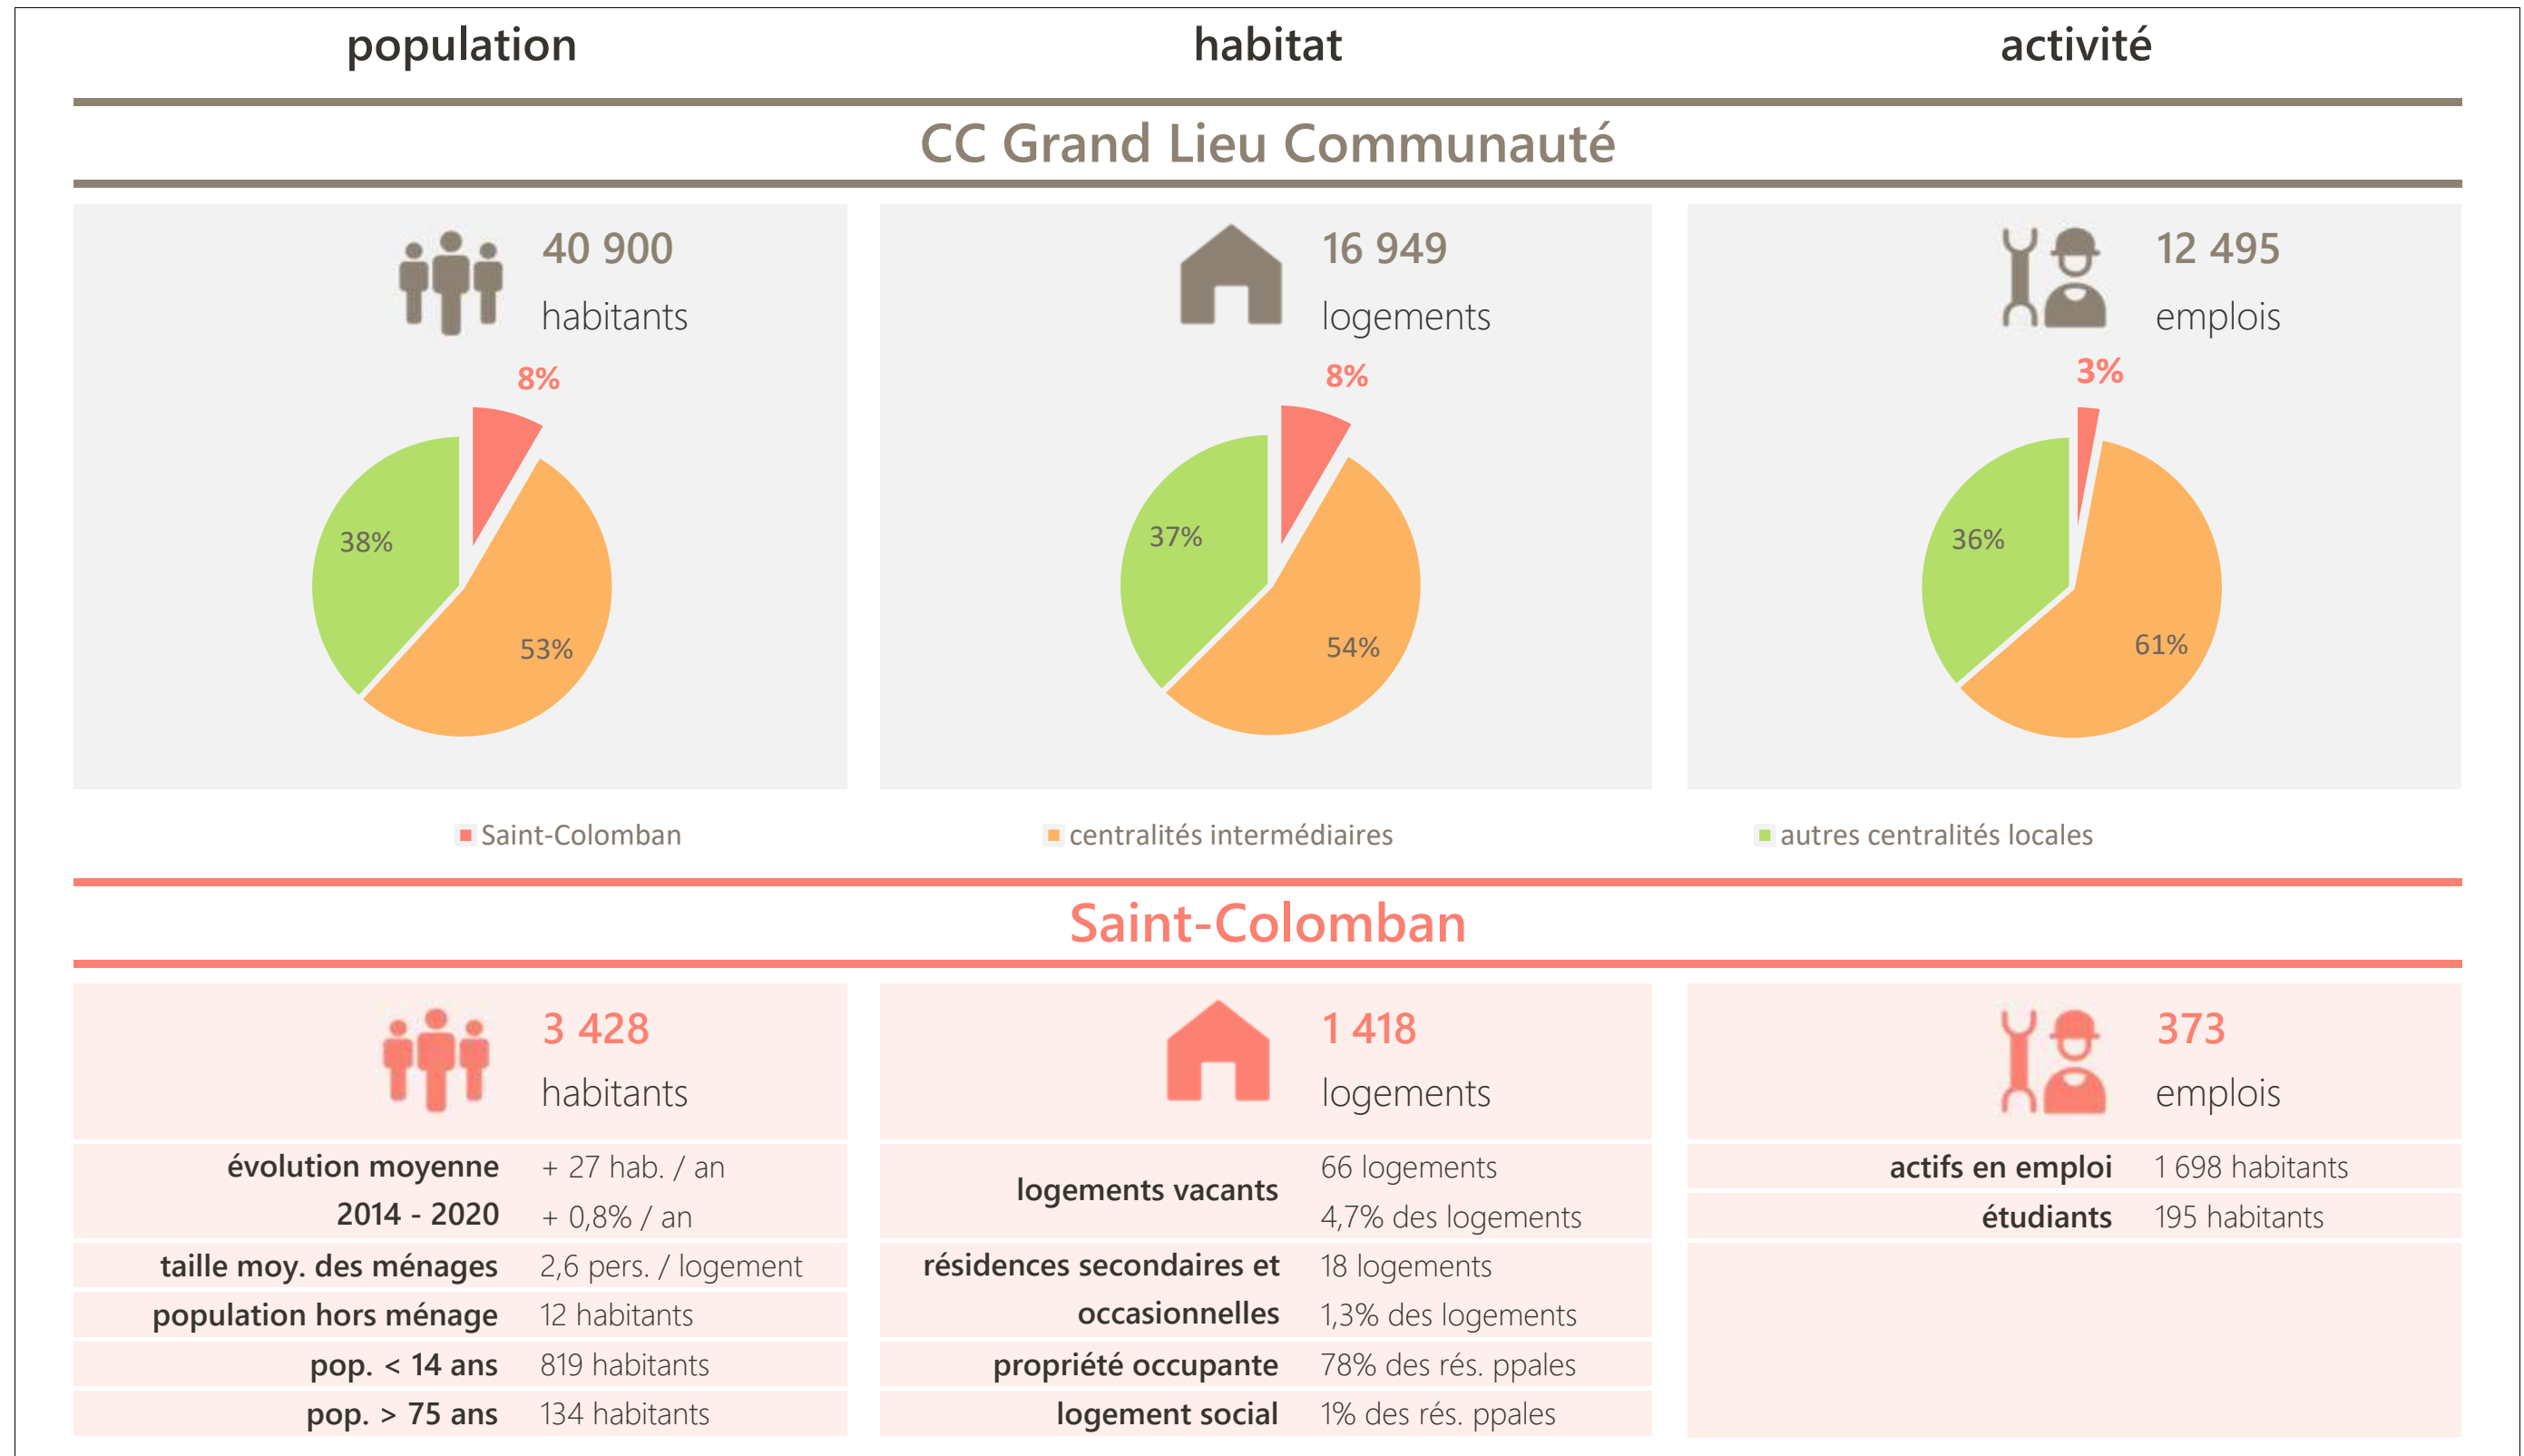 population
habitat
activité
CC Grand Lieu Communauté
40 900
habitants
8%
38%
53%
16 949
logements
8%
37%
54%
12 495
emplois
3%
36%
61%
Saint-Colomban
centralités intermédiaires
autres centralités locales
Saint-Colomban
3 428
habitants
évolution moyenne + 27 hab. / an
2014 - 2020 + 0,8% / an
taille moy. des ménages 2,6 pers. / logement
population hors ménage 12 habitants
pop. < 14 ans 819 habitants
pop. > 75 ans 134 habitants
1 418
logements
logements vacants
66 logements
4,7% des logements
résidences secondaires et 18 logements
occasionnelles 1,3% des logements
propriété occupante 78% des rés. ppales
logement social 1% des rés. ppales
373
emplois
actifs en emploi 1 698 habitants
étudiants 195 habitants